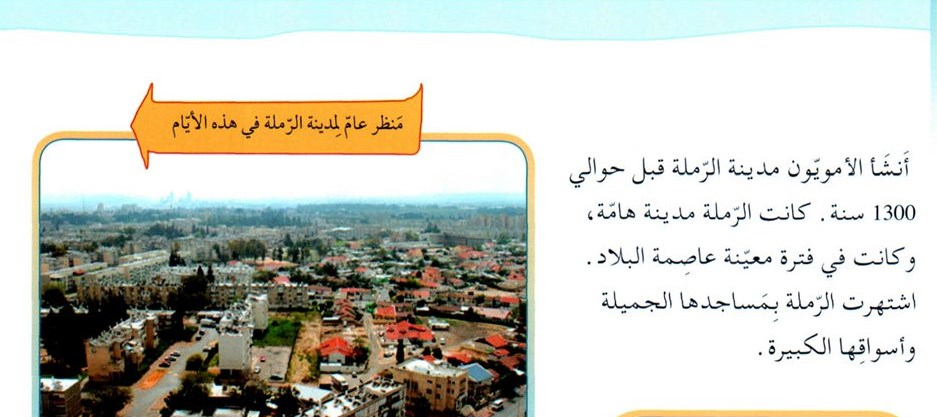 مَنظر عامّ لِمدينة الرّملة في هذه الأيّام
أَنشَأ الأمويّون مدينة الرّملة قبل حوالي
1300 سنة. كانت الرّملة مدينة هامّة،
وكانت في فترة معيّنة عاصِمة البلاد.
اشتهرت الرّملة بِمَساجدها الجميلة
وأسواقِها الكبيرة.